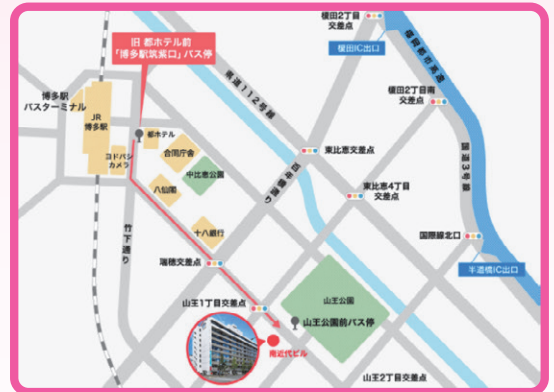 旧 都ホテル前
「博多駅筑紫口」バス停
榎田2丁目
交差点
榎田IC出口
福岡都市高速
県道112号線
榎田2丁目南
交差点
博多駅
バスターミナル
JR
博多駅
都ホテル
ヨドバシ
カメラ
合同庁舎
中比恵公園
八仙閣
東比恵交差点
国道3号線
東比恵4丁目
交差点
十八銀行
竹下通り
瑞穂交差点
国際線北口
半道橋IC出口
山王1丁目交差点
山王公園
山王公園前バス停
南近代ビル
山王2丁目交差点